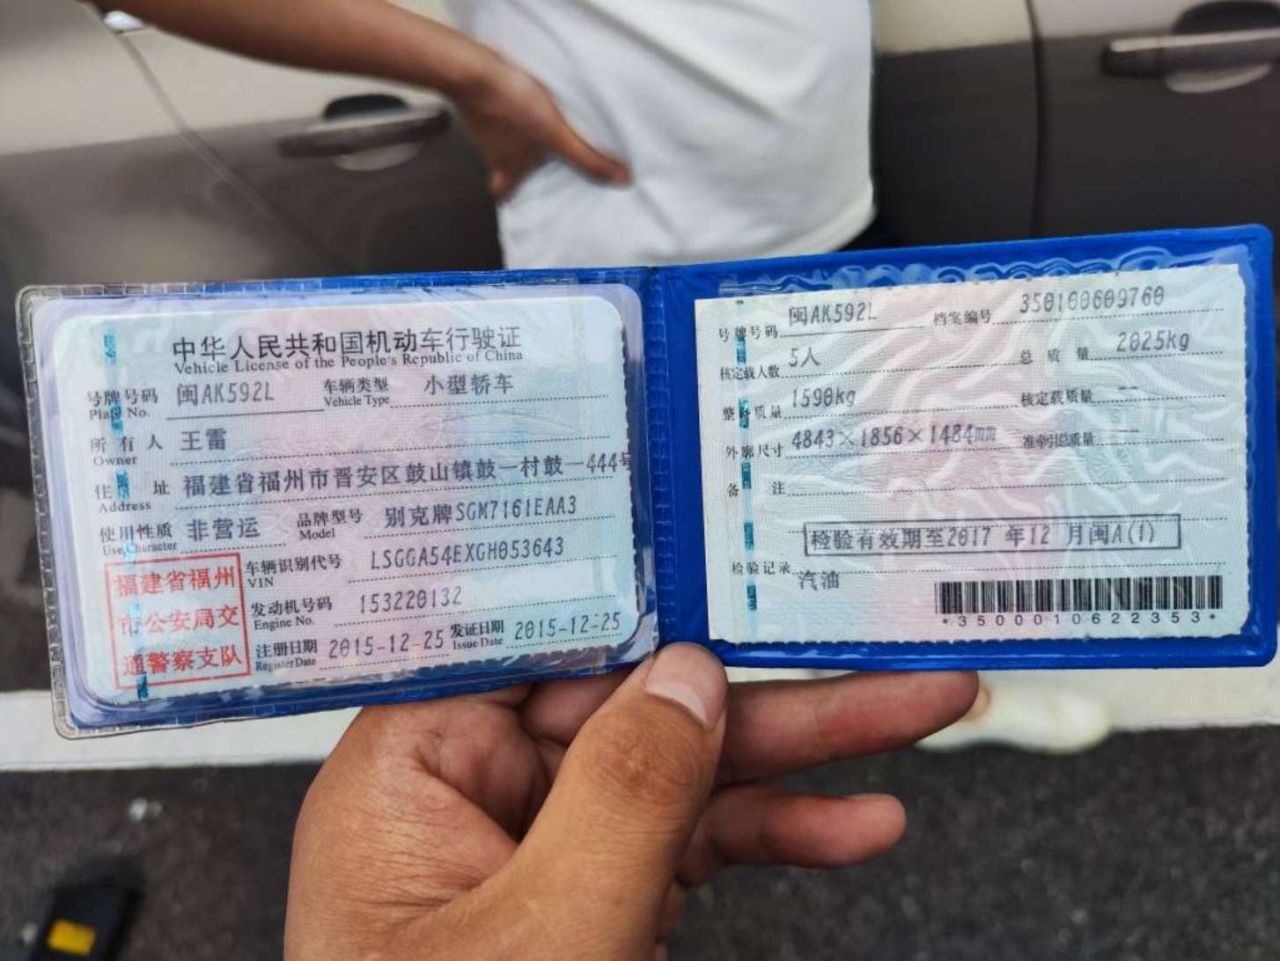 中华人民共和国机动车行驶证
Vehicle License of the People's Republic of China
号牌号码 闽AK592L 车辆类型 小型轿车
Plate No. Vehicle Type
所有人 王雷
Owner
住址 福建省福州市晋安区鼓山镇鼓一村鼓一444号
Address
使用性质 非营运 品牌型号 别克牌SGM7161EAA3
Use Character Model
福建省福州市公安局交通警察支队
车辆识别代号 LSGGA54EXGH053643
VIN
发动机号码 153220132
Engine No.
注册日期 2015-12-25 发证日期 2015-12-25
Register Date Issue Date
号牌号码 闽AK592L 档案编号 350100609760
核定载人数 5人 总质量 2025kg
整备质量 1590kg 核定载质量 --
外廓尺寸 4843×1856×1484mm 准牵引总质量 --
备注
检验有效期至2017年12月闽A(1)
检验记录
汽油
*3500010622353*